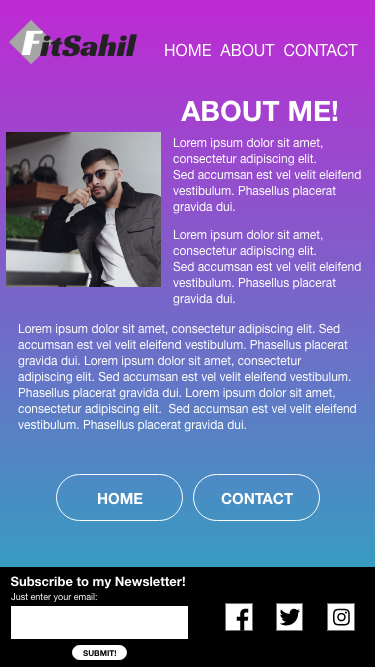 FitSahil
HOME ABOUT CONTACT
ABOUT ME!
Lorem ipsum dolor sit amet,
consectetur adipiscing elit.
Sed accumsan est vel velit eleifend
vestibulum. Phasellus placerat
gravida dui.
Lorem ipsum dolor sit amet,
consectetur adipiscing elit.
Sed accumsan est vel velit eleifend
vestibulum. Phasellus placerat
gravida dui.
Lorem ipsum dolor sit amet, consectetur adipiscing elit. Sed
accumsan est vel velit eleifend vestibulum. Phasellus placerat
gravida dui. Lorem ipsum dolor sit amet, consectetur
adipiscing elit. Sed accumsan est vel velit eleifend vestibulum.
Phasellus placerat gravida dui. Lorem ipsum dolor sit amet,
consectetur adipiscing elit.  Sed accumsan est vel velit eleifend
vestibulum. Phasellus placerat gravida dui.
HOME CONTACT
Subscribe to my Newsletter!
Just enter your email:
SUBMIT!